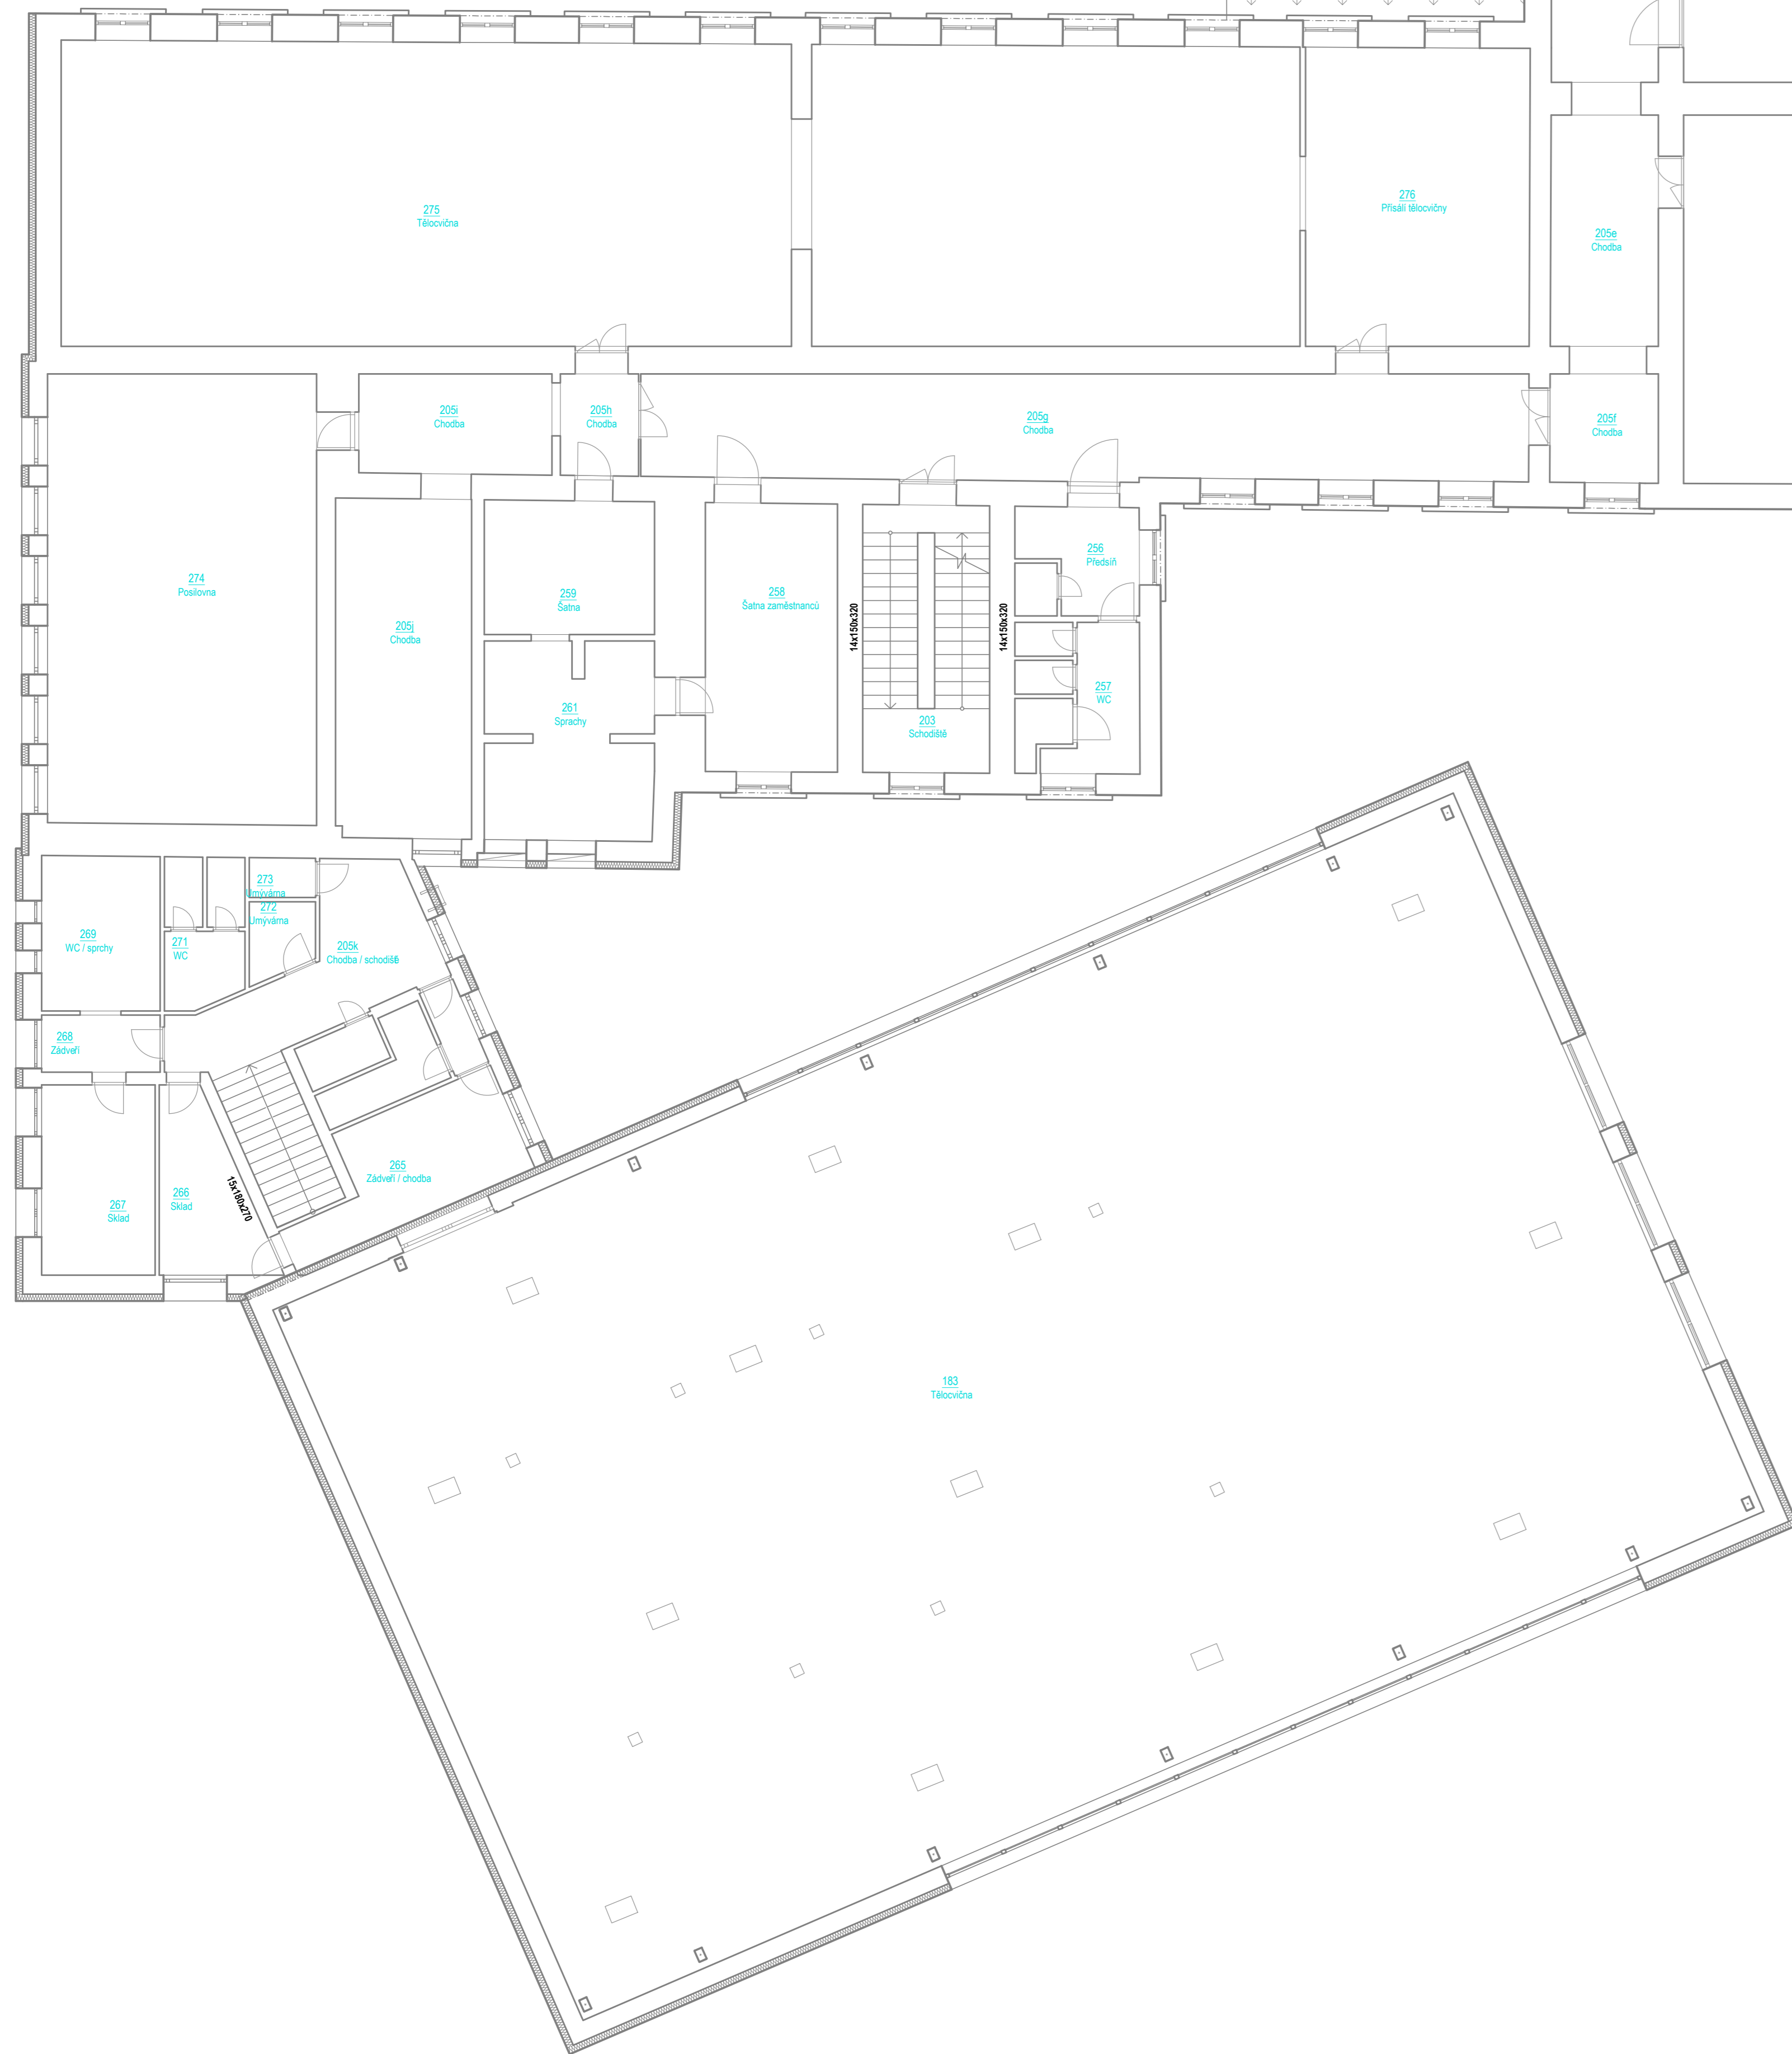 275
Tělocvična
276
Přísálí tělocvičny
205e
Chodba
205i
Chodba
205h
Chodba
205g
Chodba
205f
Chodba
274
Posilovna
205j
Chodba
259
Šatna
258
Šatna zaměstnanců
14x150x320
14x150x320
256
Předsíň
257
WC
261
Sprachy
203
Schodiště
273
Umývárna
272
Umývárna
269
WC / sprchy
271
WC
205k
Chodba / schodiště
268
Zádveří
265
Zádveří / chodba
267
Sklad
266
Sklad
15x180x270
183
Tělocvična